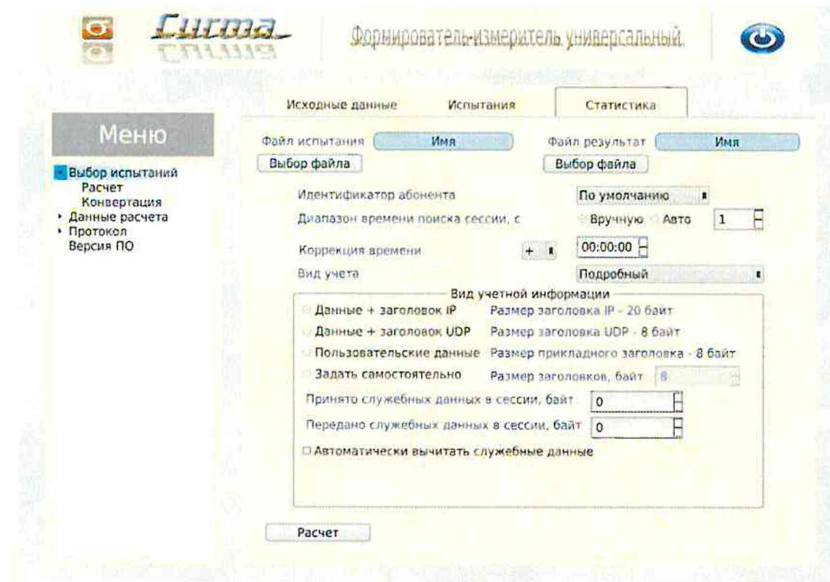 Сигма Формирователь-измеритель универсальный
Исходные данные Испытания Статистика
Меню
Файл испытания Имя Файл результат Имя
Выбор файла Выбор файла
Выбор испытаний
Расчет
Конвертация
Данные расчета
Протокол
Версия ПО
Идентификатор абонента По умолчанию
Диапазон времени поиска сессии, с Вручную Авто 1
Коррекция времени + 00:00:00
Вид учета Подробный
Вид учетной информации
Данные + заголовок IP Размер заголовка IP - 20 байт
Данные + заголовок UDP Размер заголовка UDP - 8 байт
Пользовательские данные Размер прикладного заголовка - 8 байт
Задать самостоятельно Размер заголовков, байт 8
Принято служебных данных в сессии, байт 0
Передано служебных данных в сессии, байт 0
Автоматически вычитать служебные данные
Расчет